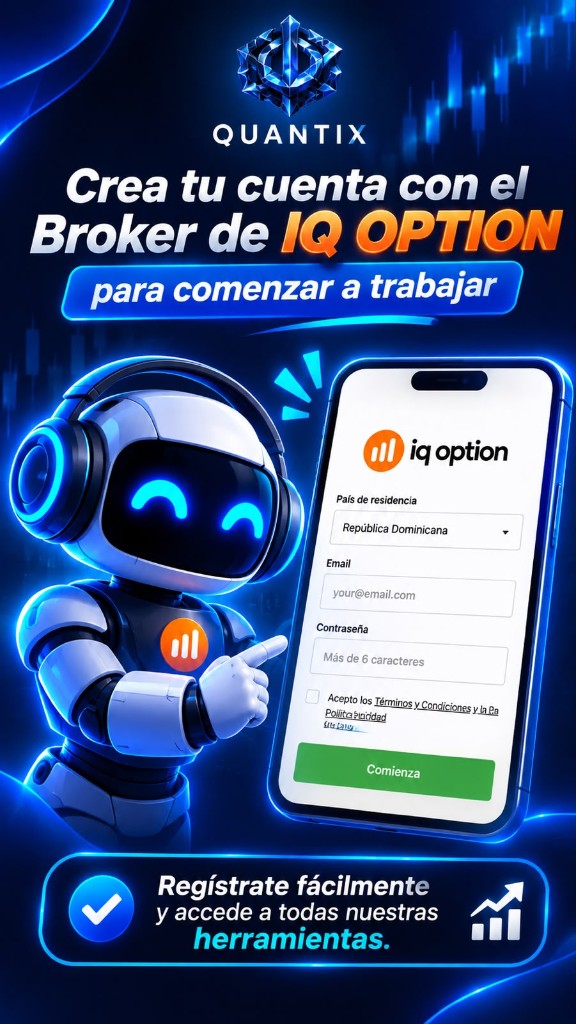 QUANTIX
Crea tu cuenta con el
Broker de IQ OPTION
para comenzar a trabajar
iq option
País de residencia
República Dominicana
Email
your@email.com
Contraseña
Más de 6 caracteres
Acepto los Términos y Condiciones y la
Comienza
Regístrate fácilmente
y accede a todas nuestras
herramientas.